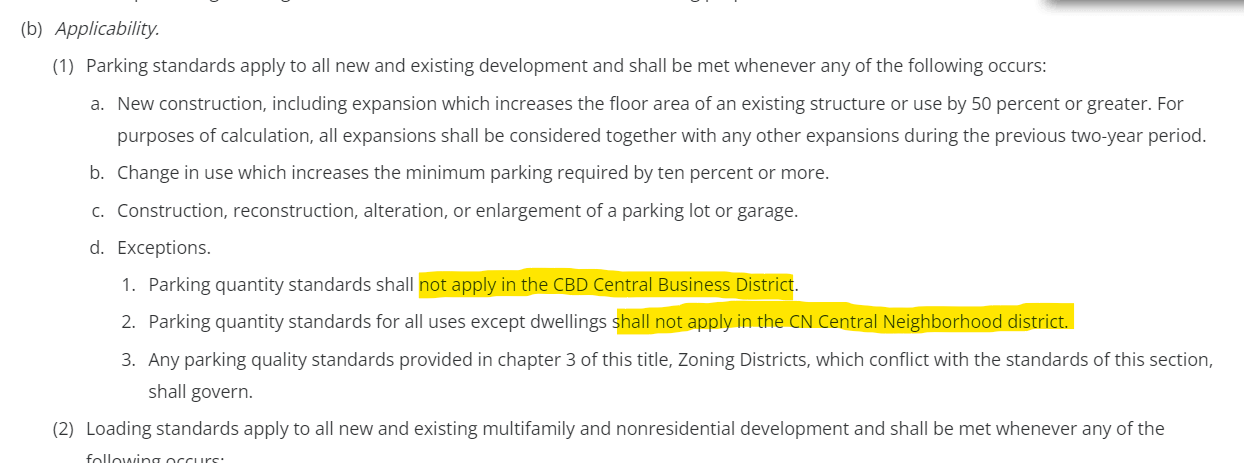 (b) Applicability.
(1) Parking standards apply to all new and existing development and shall be met whenever any of the following occurs:
a. New construction, including expansion which increases the floor area of an existing structure or use by 50 percent or greater. For
purposes of calculation, all expansions shall be considered together with any other expansions during the previous two-year period.
b. Change in use which increases the minimum parking required by ten percent or more.
c. Construction, reconstruction, alteration, or enlargement of a parking lot or garage.
d. Exceptions.
1. Parking quantity standards shall not apply in the CBD Central Business District.
2. Parking quantity standards for all uses except dwellings shall not apply in the CN Central Neighborhood district.
3. Any parking quality standards provided in chapter 3 of this title, Zoning Districts, which conflict with the standards of this section,
shall govern.
(2) Loading standards apply to all new and existing multifamily and nonresidential development and shall be met whenever any of the
following occurs: